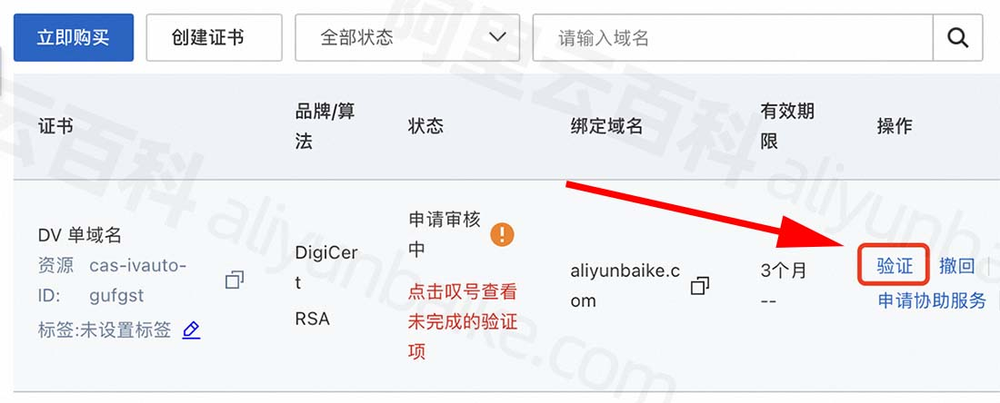 立即购买
创建证书
全部状态
请输入域名
证书
品牌/算
法
状态
绑定域名
有效期
限
操作
DV 单域名
资源 cas-ivauto-
ID: gufgst
标签:未设置标签
DigiCer
t
RSA
申请审核
中
点击叹号查看
未完成的验证
项
aliyunbaike.c
om
3个月
--
验证 撤回
申请协助服务
阿里云百科 aliyunbaike.com